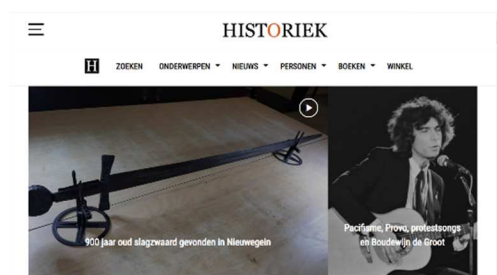 HISTORIEK
H ZOEKEN ONDERWERPEN NIEUWS PERSONEN BOEKEN WINKEL
900 jaar oud slagzwaard gevonden in Nieuwegein
Pacifisme, Provo, protestsongs
en Boudewijn de Groot